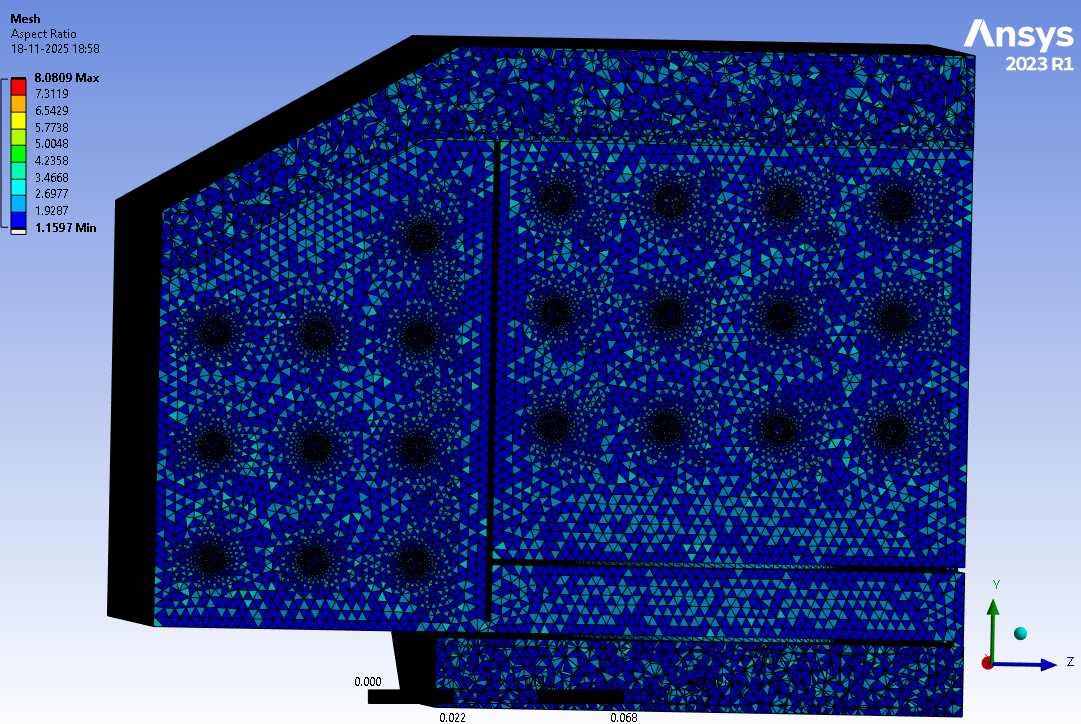 Mesh
Aspect Ratio
18-11-2025 18:58
8.0809 Max
7.3119
6.5429
5.7738
5.0048
4.2358
3.4668
2.6977
1.9287
1.1597 Min
Ansys
2023 R1
Y
Z
0.000
0.022
0.068